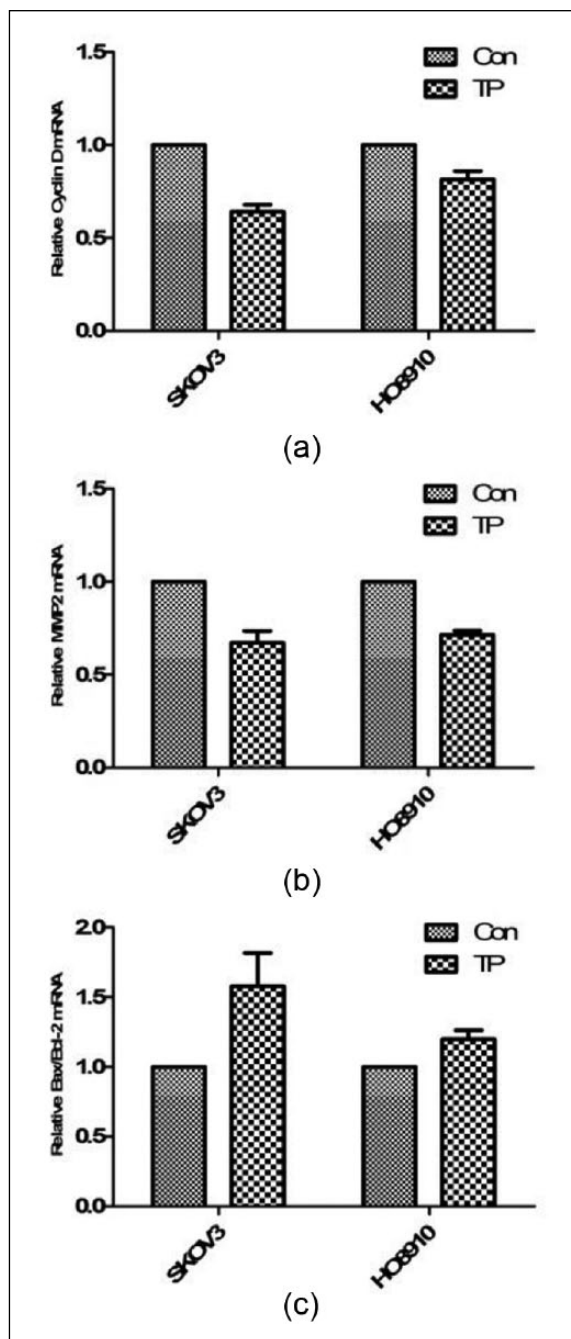 1.5
1.0
0.5
0.0
Relative Cyclin D mRNA
Con
TP
SKOV3
HO8910
(a)
1.5
1.0
0.5
0.0
Relative MMP2 mRNA
Con
TP
SKOV3
HO8910
(b)
2.0
1.5
1.0
0.5
0.0
Relative Bax/Bcl-2 mRNA
Con
TP
SKOV3
HO8910
(c)